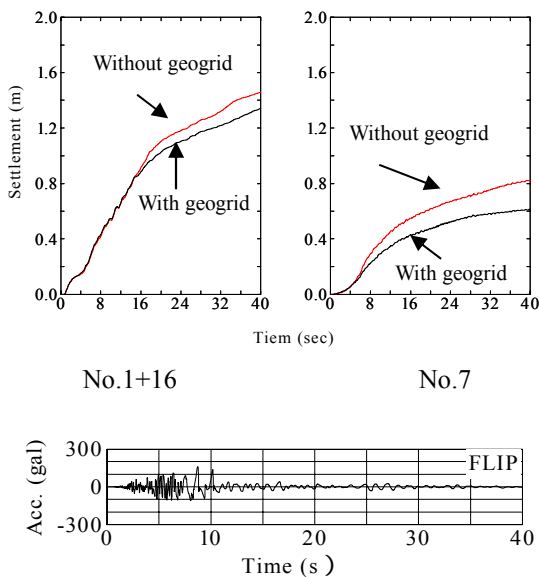 2.0
1.6
1.2
0.8
0.4
0.0
Settlement (m)
Without geogrid
With geogrid
0 8 16 24 32 40
2.0
1.6
1.2
0.8
0.4
0.0
Without geogrid
With geogrid
0 8 16 24 32 40
Tiem (sec)
No.1+16
No.7
300
0
-300
Acc. (gal)
FLIP
0 10 20 30 40
Time (s)